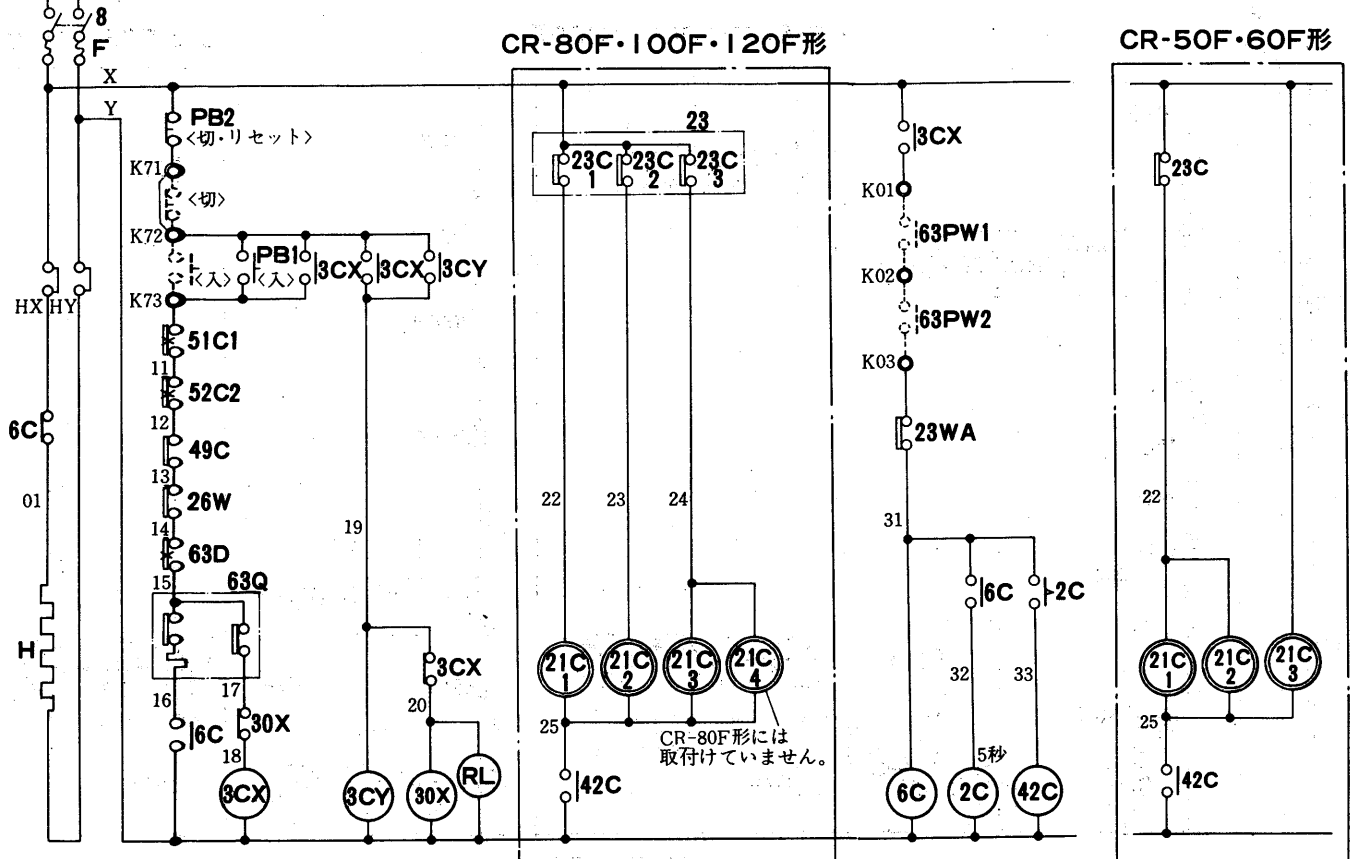 8
F
X
Y
HX HY
6C
01
H
PB2
〈切・リセット〉
K71
〈切〉
K72
〈入〉
PB1
〈入〉
3CX
3CX
3CY
K73
51C1
11
52C2
12
49C
13
26W
14
63D
15
63Q
16
17
6C
30X
18
3CX
19
3CX
20
3CY
30X
RL
CR-80F・100F・120F形
23
23C
1
23C
2
23C
3
22
23
24
21C
1
21C
2
21C
3
21C
4
25
CR-80F形には
取付けていません。
42C
3CX
K01
63PW1
K02
63PW2
K03
23WA
31
6C
2C
32
33
5秒
6C
2C
42C
CR-50F・60F形
23C
22
21C
1
21C
2
21C
3
25
42C